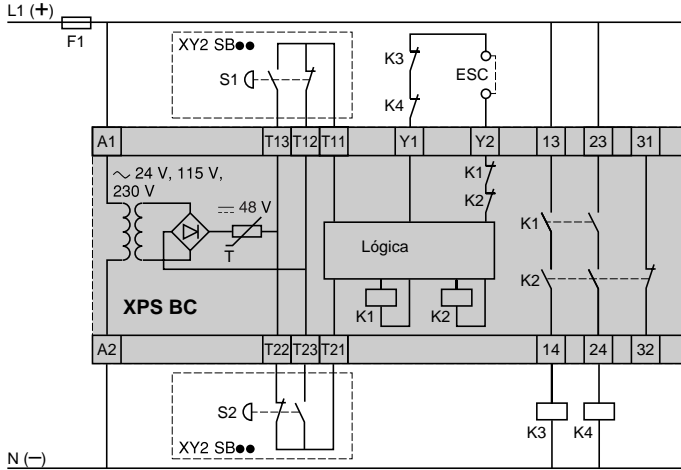 L1 (+)
F1
XY2 SB●●
S1
K3
K4
ESC
A1
T13
T12
T11
Y1
Y2
13
23
31
∼ 24 V, 115 V,
230 V
⎓ 48 V
T
K1
K2
Lógica
K1
K2
K1
K2
XPS BC
A2
T22
T23
T21
14
24
32
S2
XY2 SB●●
K3
K4
N (–)